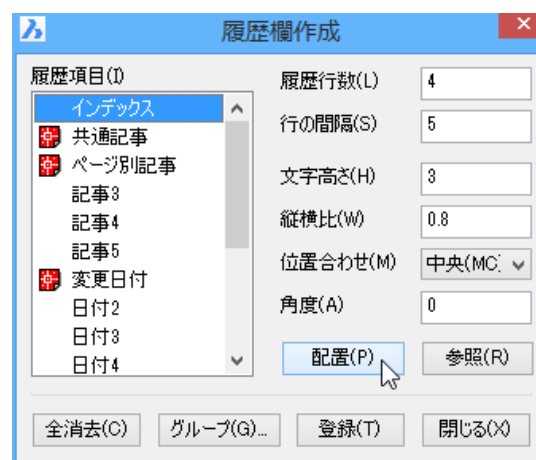 履歴欄作成
履歴項目(I)
インデックス
共通記事
ページ別記事
記事3
記事4
記事5
変更日付
日付2
日付3
日付4
履歴行数(L) 4
行の間隔(S) 5
文字高さ(H) 3
縦横比(W) 0.8
位置合わせ(M) 中央(MC)
角度(A) 0
配置(P) 参照(R)
全消去(C) グループ(G)... 登録(T) 閉じる(X)